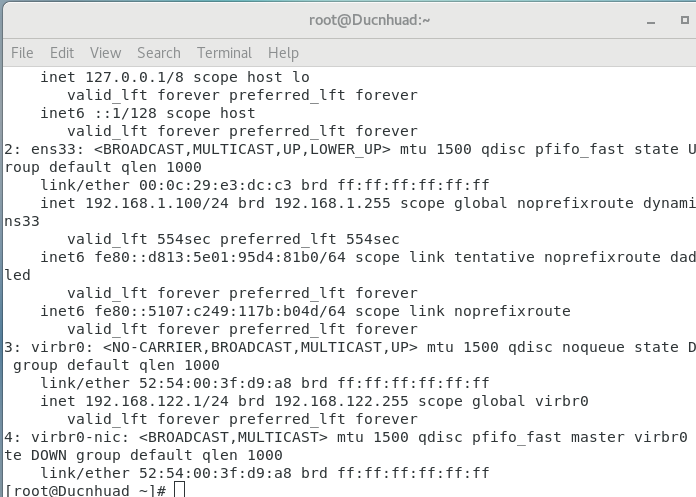 root@Ducnhuad:~
File Edit View Search Terminal Help
    inet 127.0.0.1/8 scope host lo
       valid_lft forever preferred_lft forever
    inet6 ::1/128 scope host
       valid_lft forever preferred_lft forever
2: ens33: <BROADCAST,MULTICAST,UP,LOWER_UP> mtu 1500 qdisc pfifo_fast state U
roup default qlen 1000
    link/ether 00:0c:29:e3:dc:c3 brd ff:ff:ff:ff:ff:ff
    inet 192.168.1.100/24 brd 192.168.1.255 scope global noprefixroute dynami
ns33
       valid_lft 554sec preferred_lft 554sec
    inet6 fe80::d813:5e01:95d4:81b0/64 scope link tentative noprefixroute dad
led
       valid_lft forever preferred_lft forever
    inet6 fe80::5107:c249:117b:b04d/64 scope link noprefixroute
       valid_lft forever preferred_lft forever
3: virbr0: <NO-CARRIER,BROADCAST,MULTICAST,UP> mtu 1500 qdisc noqueue state D
 group default qlen 1000
    link/ether 52:54:00:3f:d9:a8 brd ff:ff:ff:ff:ff:ff
    inet 192.168.122.1/24 brd 192.168.122.255 scope global virbr0
       valid_lft forever preferred_lft forever
4: virbr0-nic: <BROADCAST,MULTICAST> mtu 1500 qdisc pfifo_fast master virbr0
te DOWN group default qlen 1000
    link/ether 52:54:00:3f:d9:a8 brd ff:ff:ff:ff:ff:ff
[root@Ducnhuad ~]#